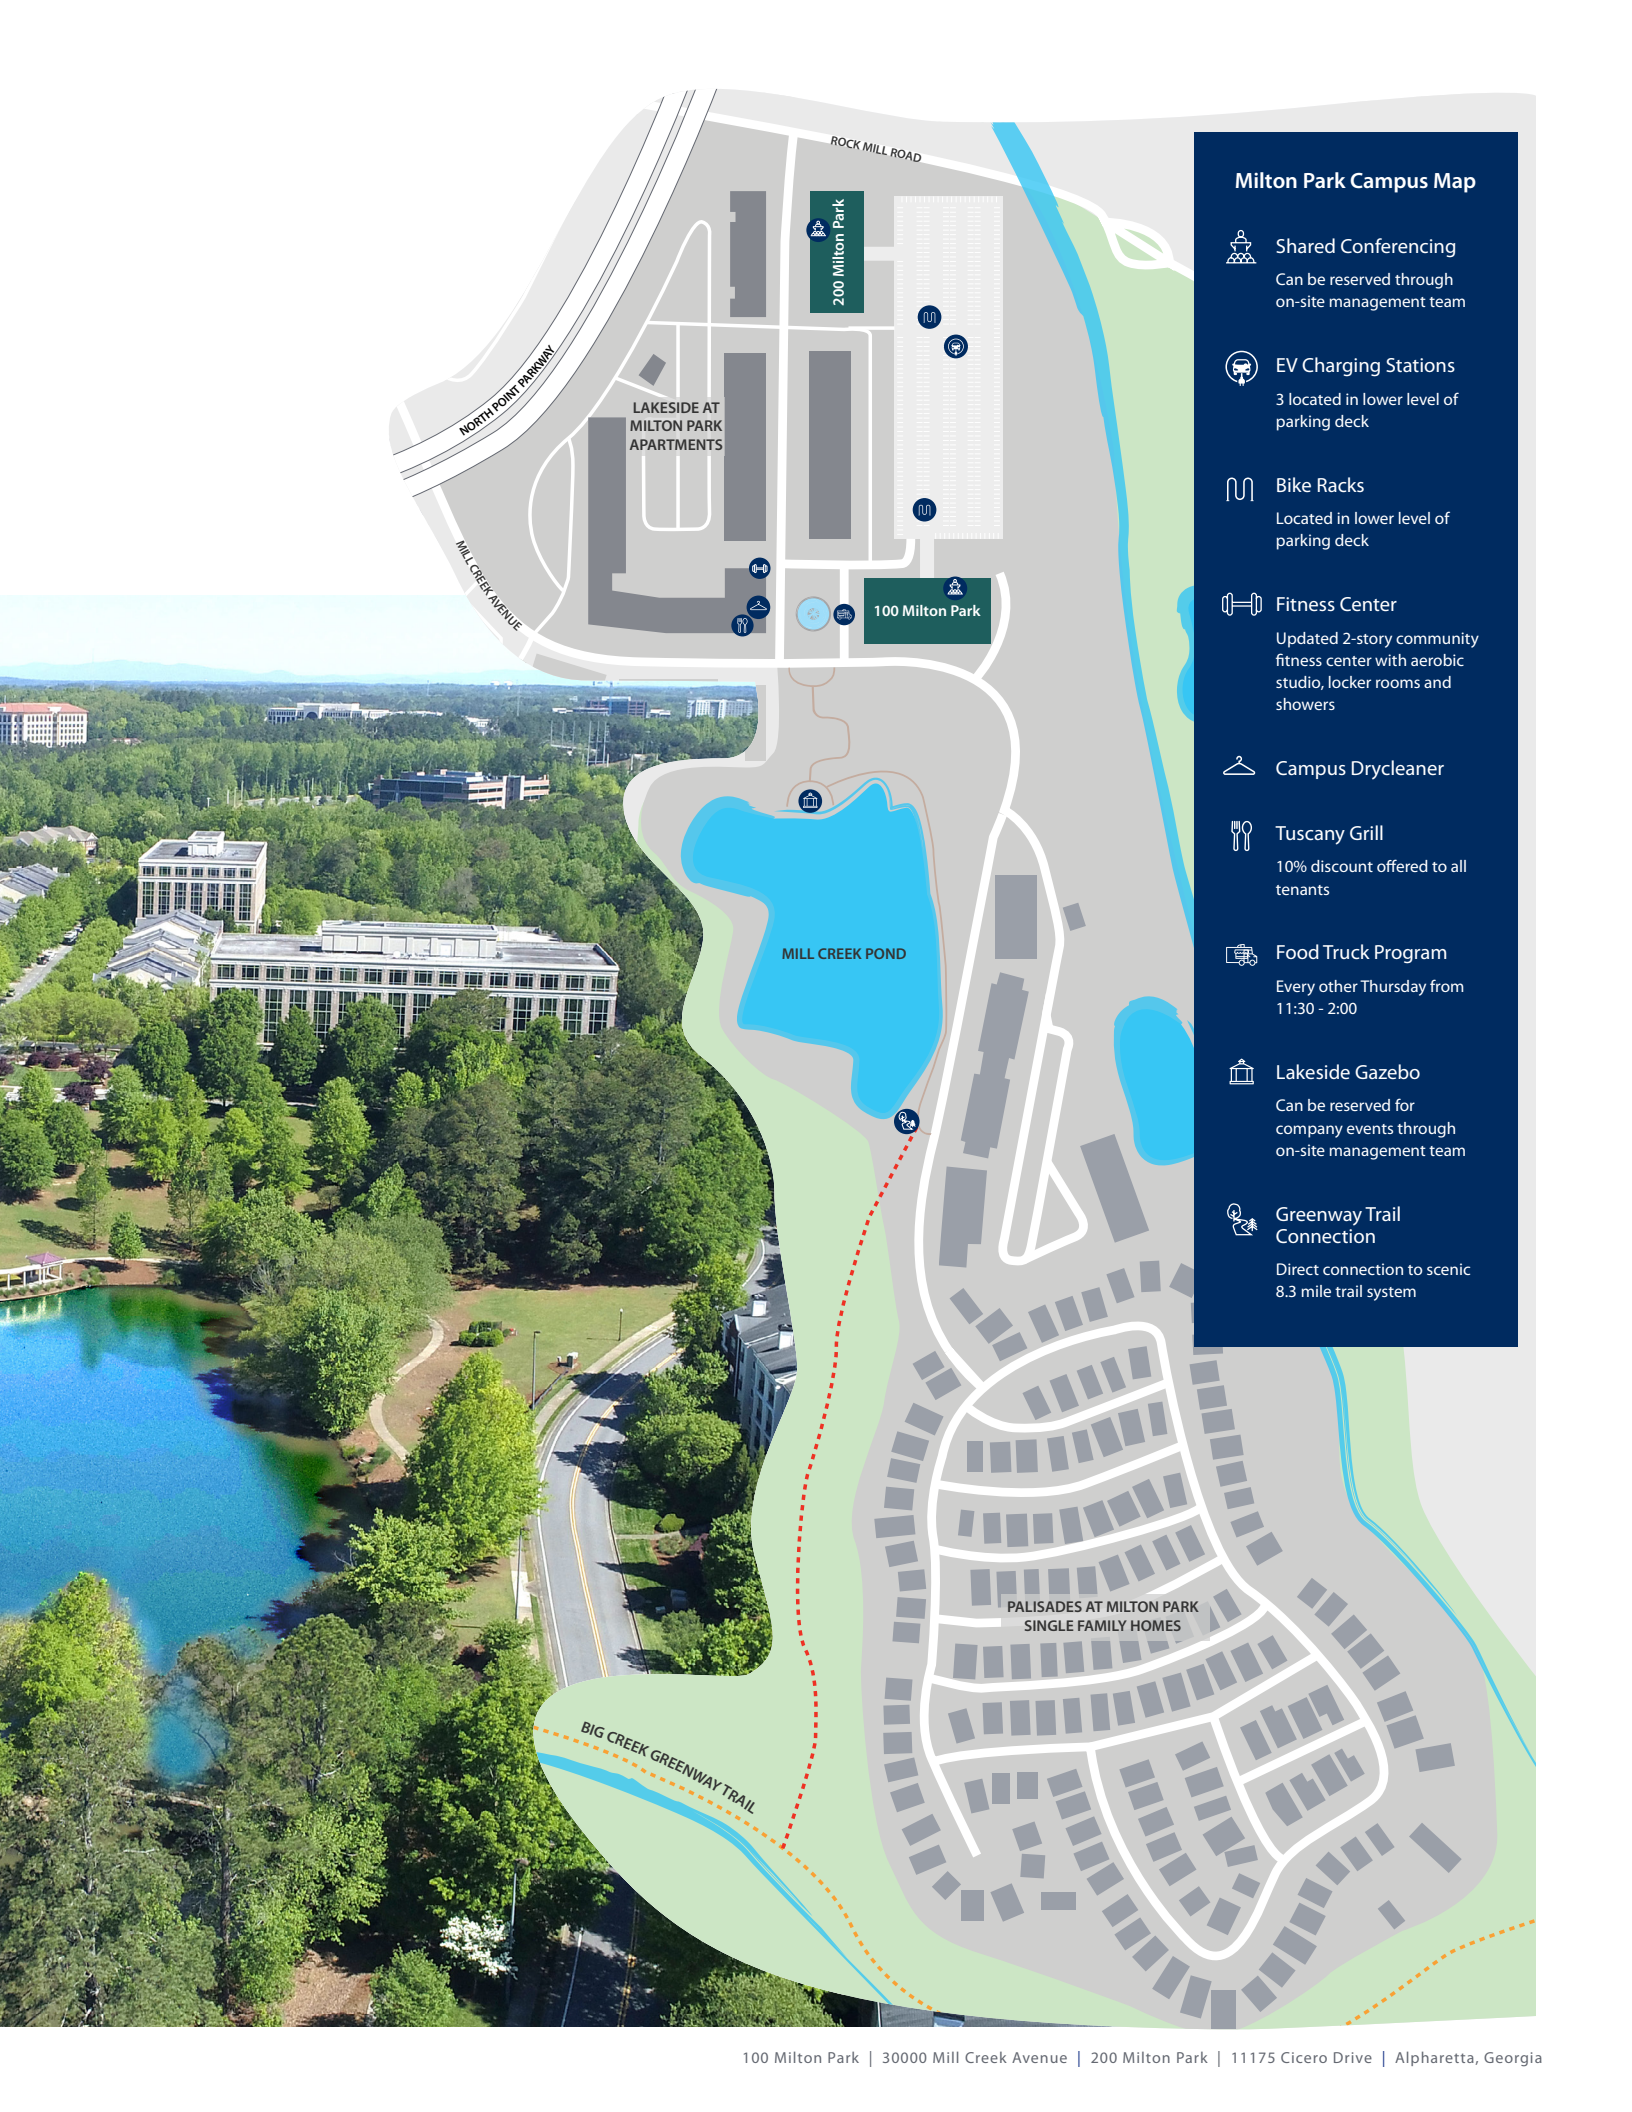 ROCK MILL ROAD
200 Milton Park
NORTH POINT PARKWAY
LAKESIDE AT
MILTON PARK
APARTMENTS
MILL CREEK AVENUE
100 Milton Park
MILL CREEK POND
PALISADES AT MILTON PARK
SINGLE FAMILY HOMES
BIG CREEK GREENWAY TRAIL
Milton Park Campus Map
Shared Conferencing
Can be reserved through
on-site management team
EV Charging Stations
3 located in lower level of
parking deck
Bike Racks
Located in lower level of
parking deck
Fitness Center
Updated 2-story community
fitness center with aerobic
studio, locker rooms and
showers
Campus Drycleaner
Tuscany Grill
10% discount offered to all
tenants
Food Truck Program
Every other Thursday from
11:30 - 2:00
Lakeside Gazebo
Can be reserved for
company events through
on-site management team
Greenway Trail
Connection
Direct connection to scenic
8.3 mile trail system
100 Milton Park | 30000 Mill Creek Avenue | 200 Milton Park | 11175 Cicero Drive | Alpharetta, Georgia